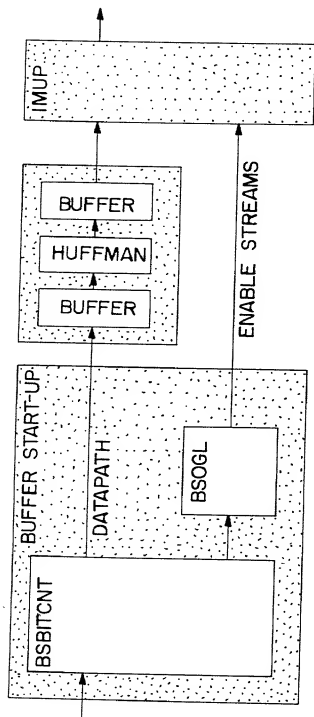 BUFFER START-UP
BSBITCNT
DATAPATH
BSOGL
BUFFER
HUFFMAN
BUFFER
ENABLE STREAMS
IMUP